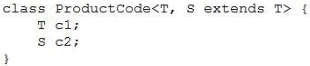 class ProductCode<T, S extends T> {
    T c1;
    S c2;
}